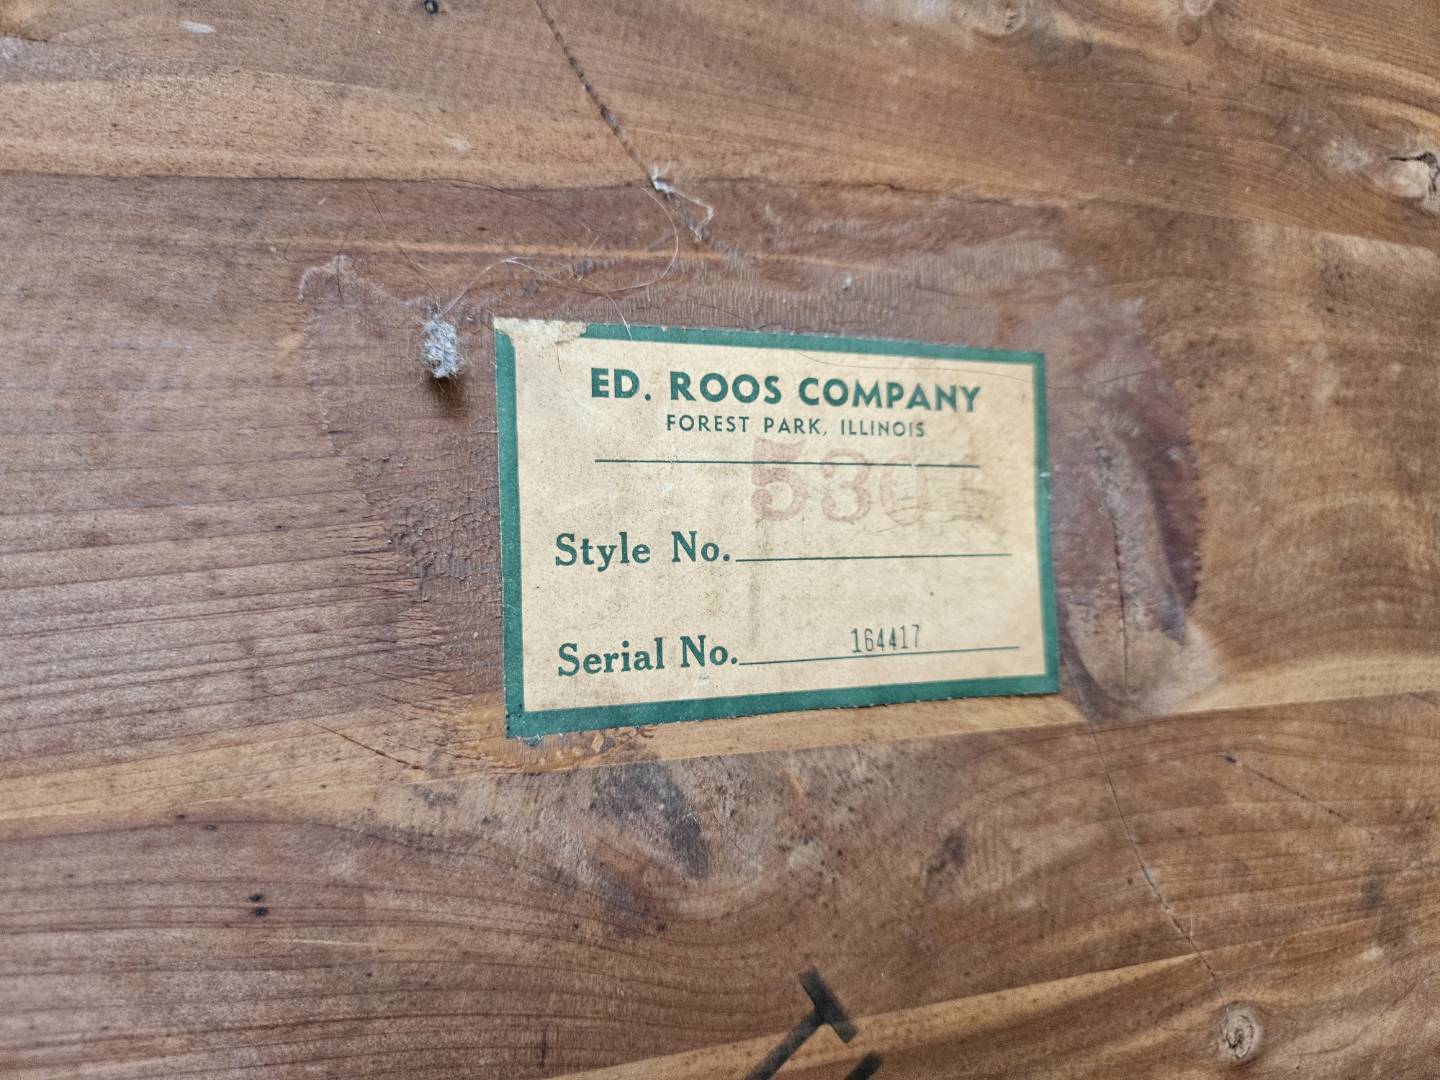 ED. ROOS COMPANY
FOREST PARK, ILLINOIS
Style No.
Serial No. 164417